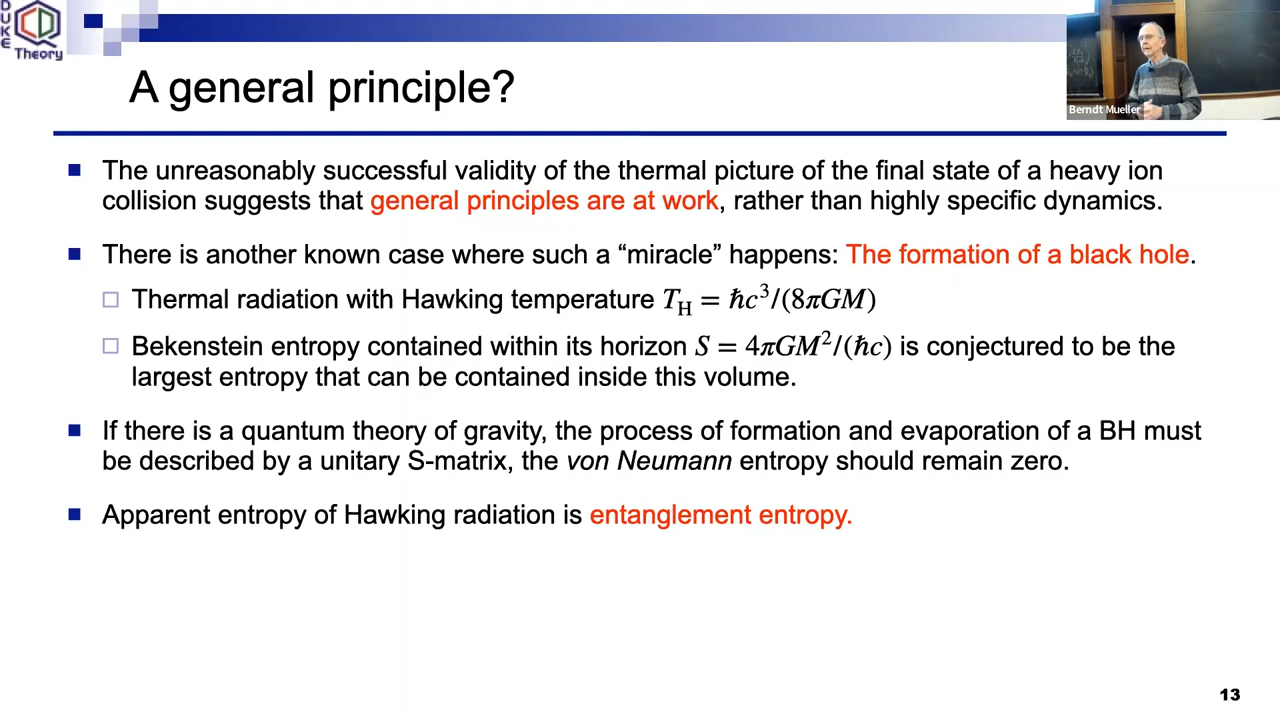 DUKE
Theory
A general principle?
Berndt Mueller
■ The unreasonably successful validity of the thermal picture of the final state of a heavy ion
collision suggests that general principles are at work, rather than highly specific dynamics.
■ There is another known case where such a “miracle” happens: The formation of a black hole.
□ Thermal radiation with Hawking temperature T_H = ħc³/(8πGM)
□ Bekenstein entropy contained within its horizon S = 4πGM²/(ħc) is conjectured to be the
largest entropy that can be contained inside this volume.
■ If there is a quantum theory of gravity, the process of formation and evaporation of a BH must
be described by a unitary S-matrix, the von Neumann entropy should remain zero.
■ Apparent entropy of Hawking radiation is entanglement entropy.
13